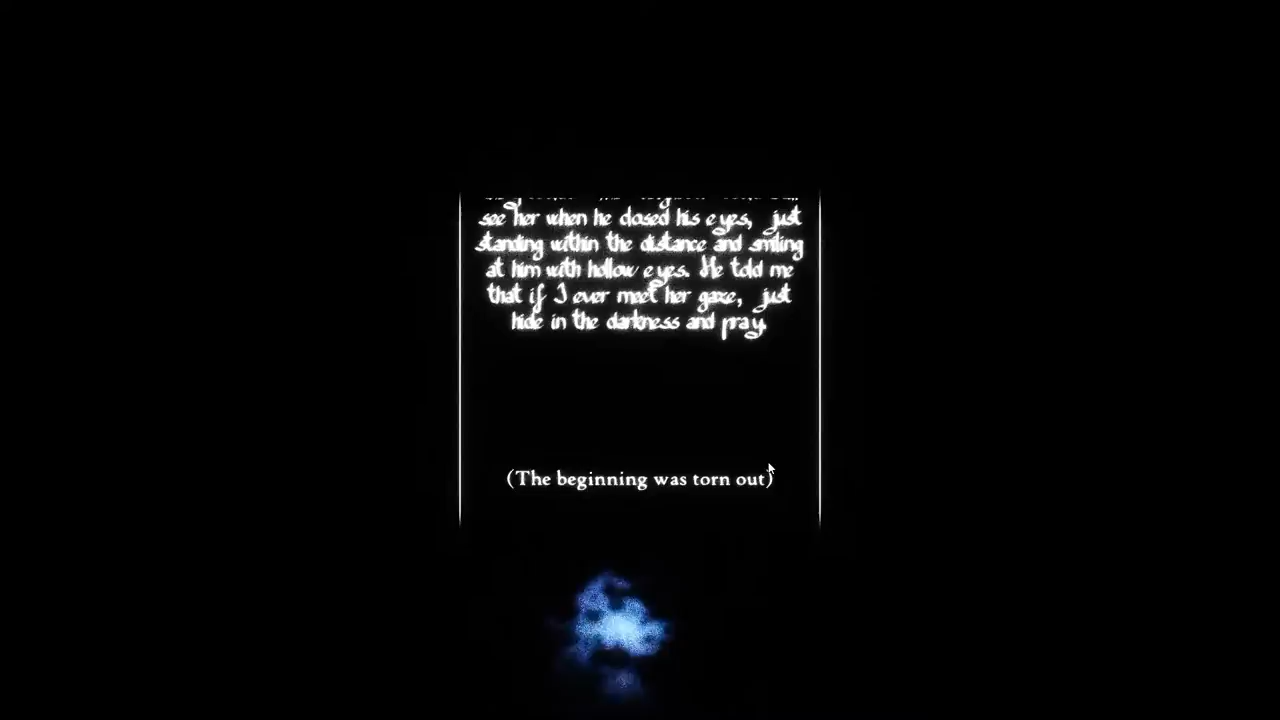 see her when he closed his eyes, just
standing within the distance and smiling
at him with hollow eyes. He told me
that if I ever meet her gaze, just
hide in the darkness and pray.
(The beginning was torn out)